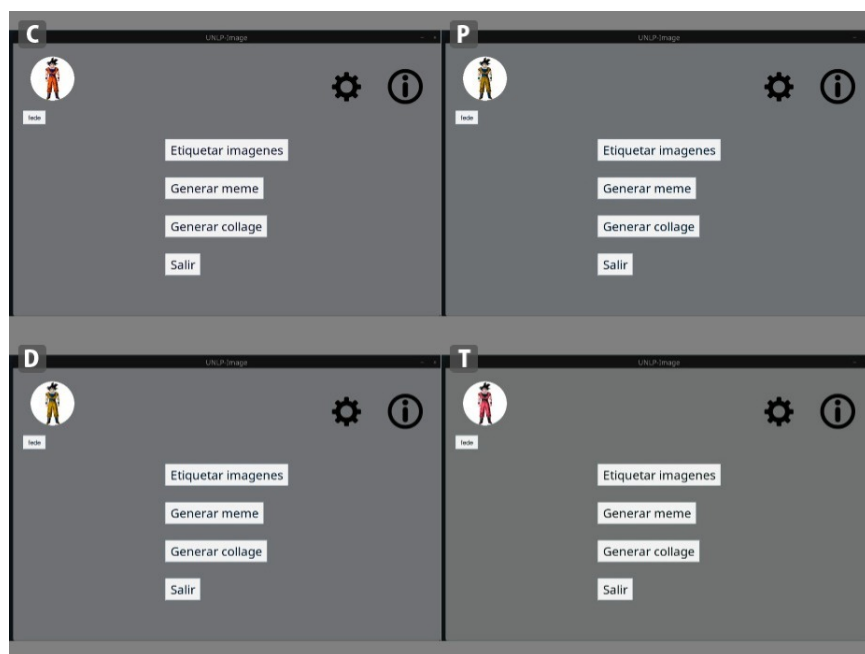 C
UNLP-Image
fede
Etiquetar imagenes
Generar meme
Generar collage
Salir
P
UNLP-Image
fede
Etiquetar imagenes
Generar meme
Generar collage
Salir
D
UNLP-Image
fede
Etiquetar imagenes
Generar meme
Generar collage
Salir
T
UNLP-Image
fede
Etiquetar imagenes
Generar meme
Generar collage
Salir